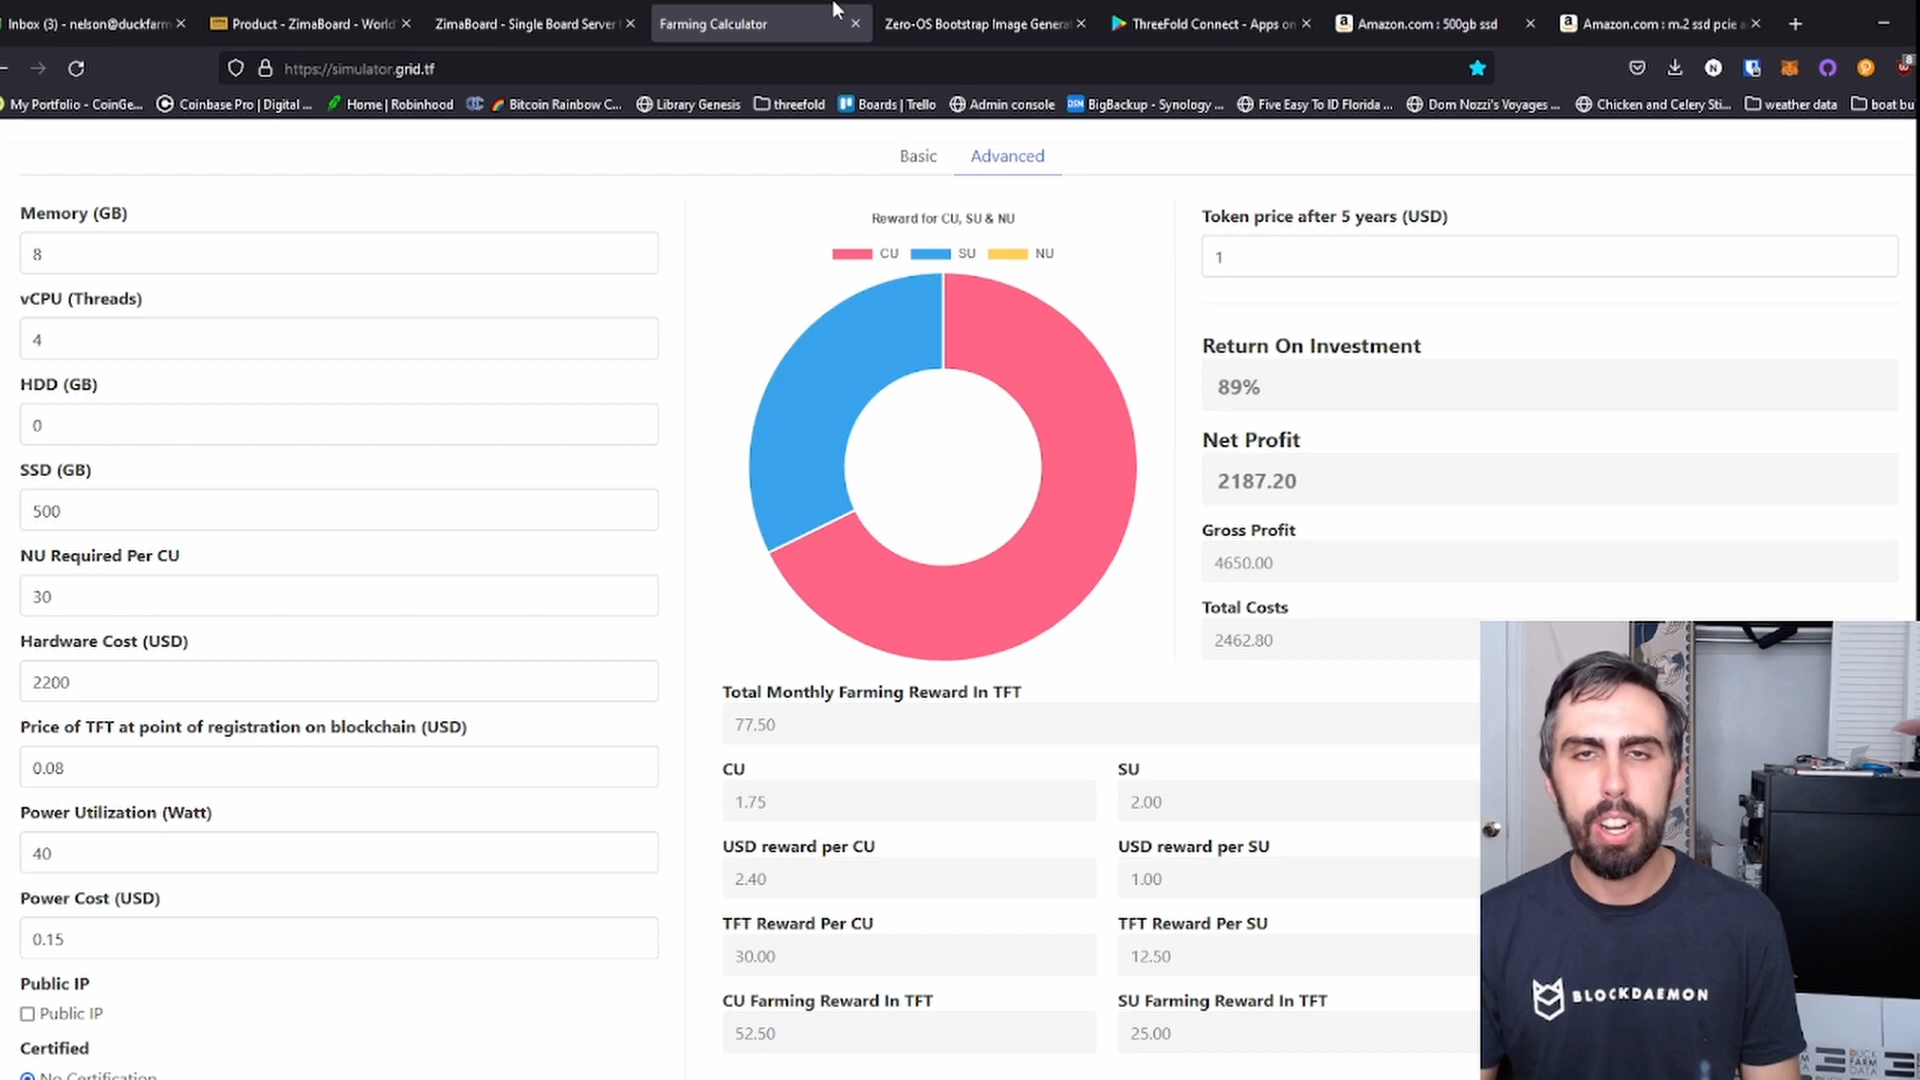 Inbox (3) - nelson@duckfarm
Product - ZimaBoard - World
ZimaBoard - Single Board Server
Farming Calculator
Zero-OS Bootstrap Image Genera
ThreeFold Connect - Apps on
Amazon.com : 500gb ssd
Amazon.com : m.2 ssd pcie a
https://simulator.grid.tf
My Portfolio - CoinGe...
Coinbase Pro | Digital ...
Home | Robinhood
Bitcoin Rainbow C...
Library Genesis
threefold
Boards | Trello
Admin console
BigBackup - Synology ...
Five Easy To ID Florida ...
Dom Nozzi's Voyages ...
Chicken and Celery Sti...
weather data
boat bu
Basic
Advanced
Memory (GB)
8
vCPU (Threads)
4
HDD (GB)
0
SSD (GB)
500
NU Required Per CU
30
Hardware Cost (USD)
2200
Price of TFT at point of registration on blockchain (USD)
0.08
Power Utilization (Watt)
40
Power Cost (USD)
0.15
Public IP
Public IP
Certified
No Certification
Reward for CU, SU & NU
CU
SU
NU
Total Monthly Farming Reward In TFT
77.50
CU
1.75
SU
2.00
USD reward per CU
2.40
USD reward per SU
1.00
TFT Reward Per CU
30.00
TFT Reward Per SU
12.50
CU Farming Reward In TFT
52.50
SU Farming Reward In TFT
25.00
Token price after 5 years (USD)
1
Return On Investment
89%
Net Profit
2187.20
Gross Profit
4650.00
Total Costs
2462.80
BLOCKDAEMON
DUCK
FARM
DATA